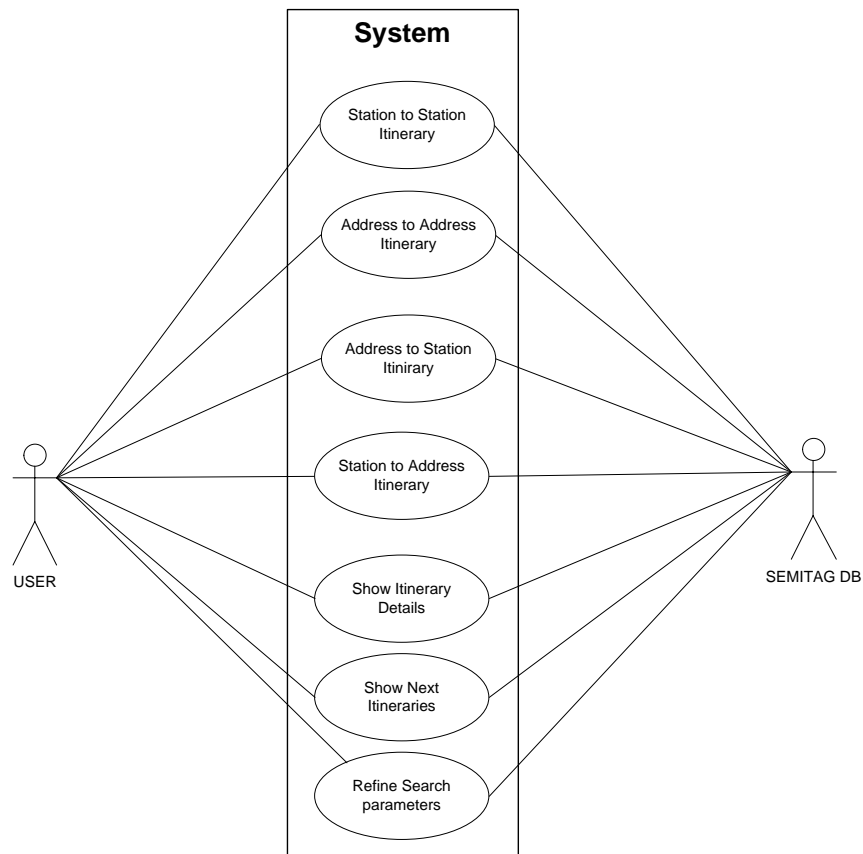 System
Station to Station
Itinerary
Address to Address
Itinerary
Address to Station
Itinirary
Station to Address
Itinerary
USER
SEMITAG DB
Show Itinerary
Details
Show Next
Itineraries
Refine Search
parameters